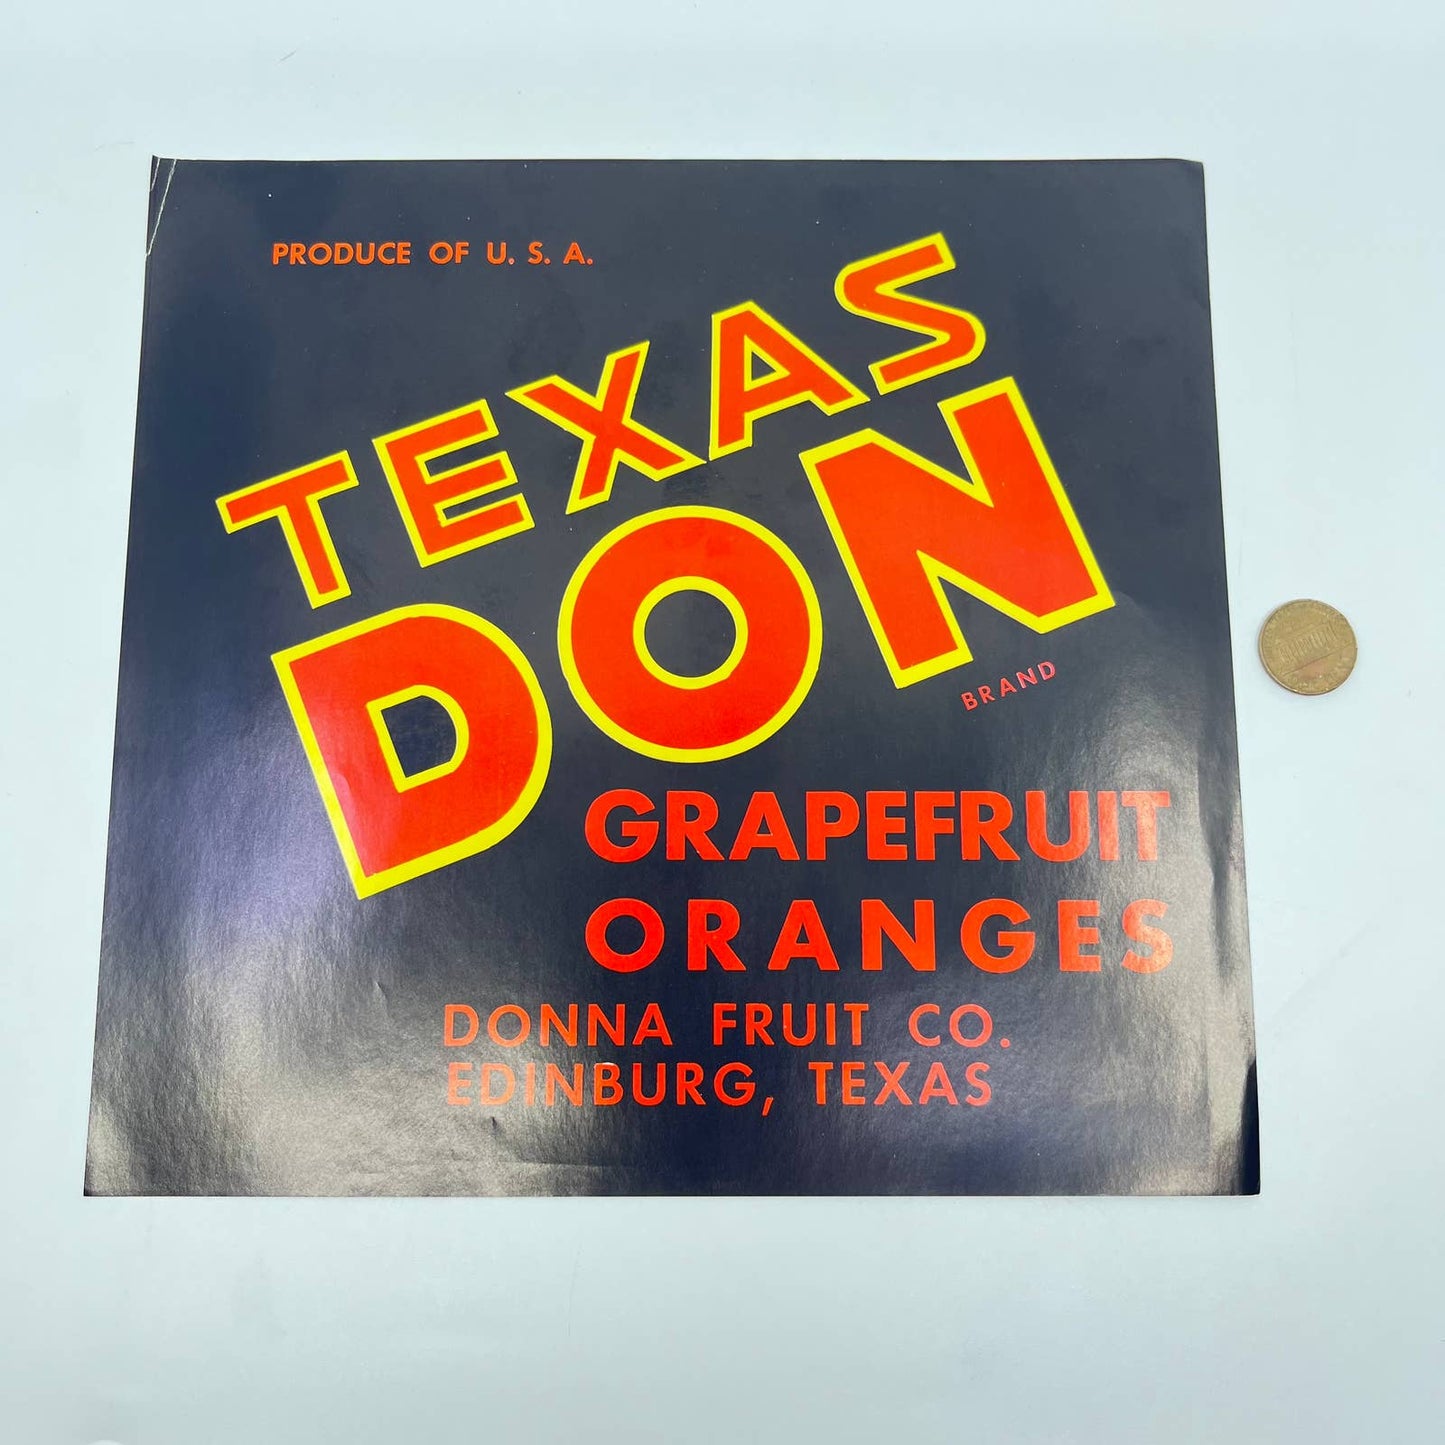 PRODUCE OF U. S. A.
TEXAS
DON
BRAND
GRAPEFRUIT
ORANGES
DONNA FRUIT CO.
EDINBURG, TEXAS